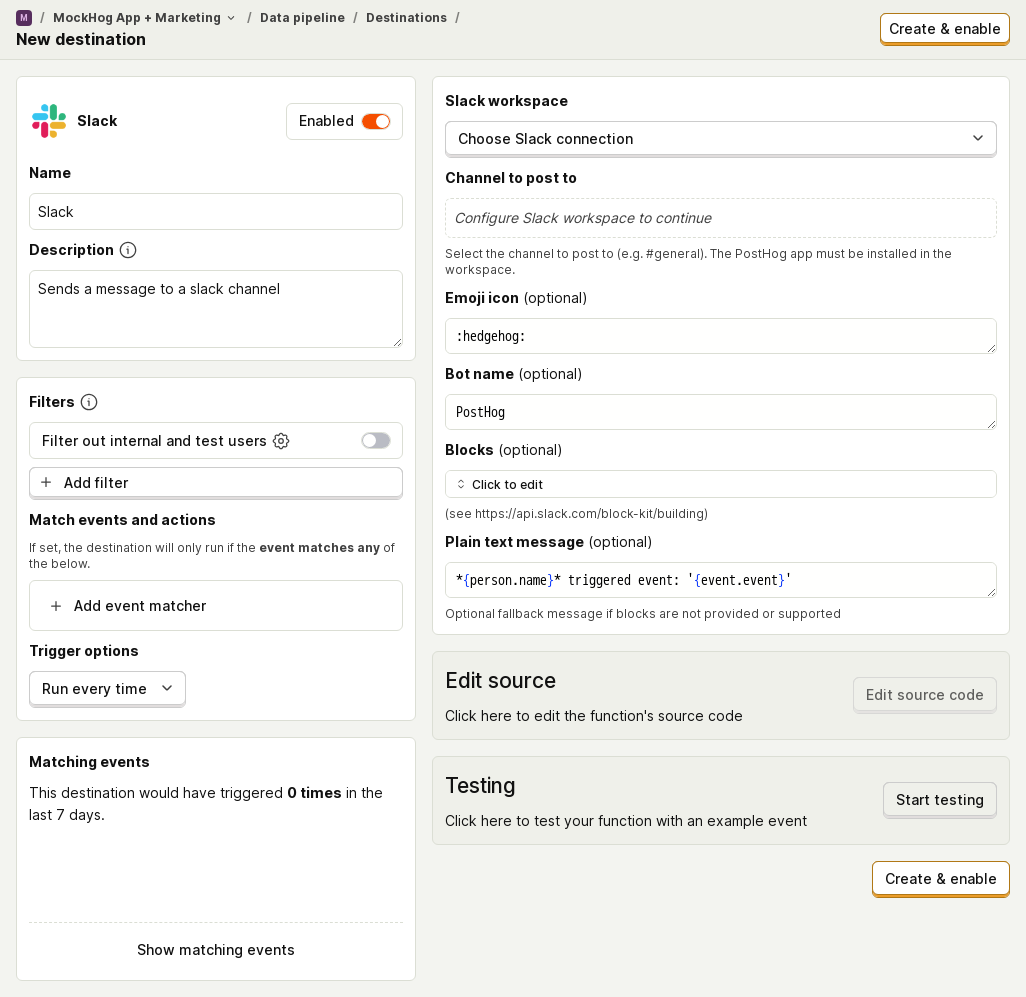 M / MockHog App + Marketing / Data pipeline / Destinations /
New destination
Create & enable
Slack
Enabled
Name
Slack
Description
Sends a message to a slack channel
Filters
Filter out internal and test users
+ Add filter
Match events and actions
If set, the destination will only run if the event matches any of
the below.
+ Add event matcher
Trigger options
Run every time
Matching events
This destination would have triggered 0 times in the
last 7 days.
Show matching events
Slack workspace
Choose Slack connection
Channel to post to
Configure Slack workspace to continue
Select the channel to post to (e.g. #general). The PostHog app must be installed in the
workspace.
Emoji icon (optional)
:hedgehog:
Bot name (optional)
PostHog
Blocks (optional)
Click to edit
(see https://api.slack.com/block-kit/building)
Plain text message (optional)
*{person.name}* triggered event: '{event.event}'
Optional fallback message if blocks are not provided or supported
Edit source
Click here to edit the function's source code
Edit source code
Testing
Click here to test your function with an example event
Start testing
Create & enable